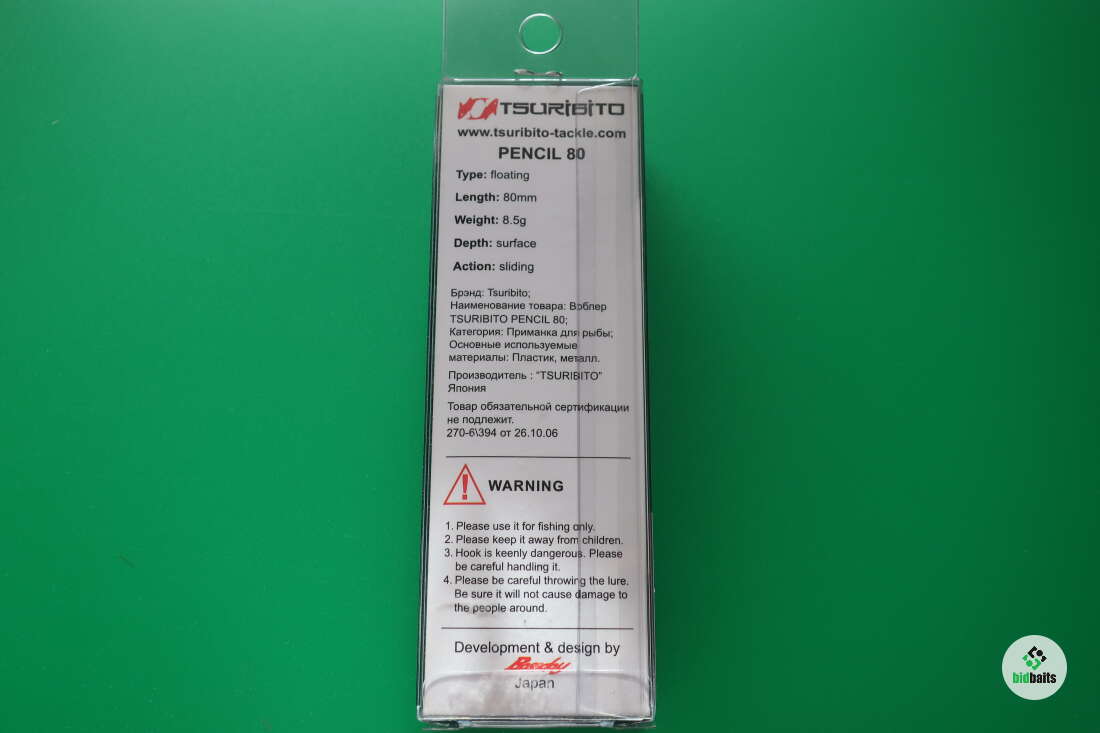 TSURIBITO
www.tsuribito-tackle.com
PENCIL 80
Type: floating
Length: 80mm
Weight: 8.5g
Depth: surface
Action: sliding
Брэнд: Tsuribito;
Наименование товара: Воблер
TSURIBITO PENCIL 80;
Категория: Приманка для рыбы;
Основные используемые
материалы: Пластик, металл.
Производитель : "TSURIBITO"
Япония
Товар обязательной сертификации
не подлежит.
270-6\394 от 26.10.06
WARNING
1. Please use it for fishing only.
2. Please keep it away from children.
3. Hook is keenly dangerous. Please
be careful handling it.
4. Please be careful throwing the lure.
Be sure it will not cause damage to
the people around.
Development & design by
Japan
bidbaits